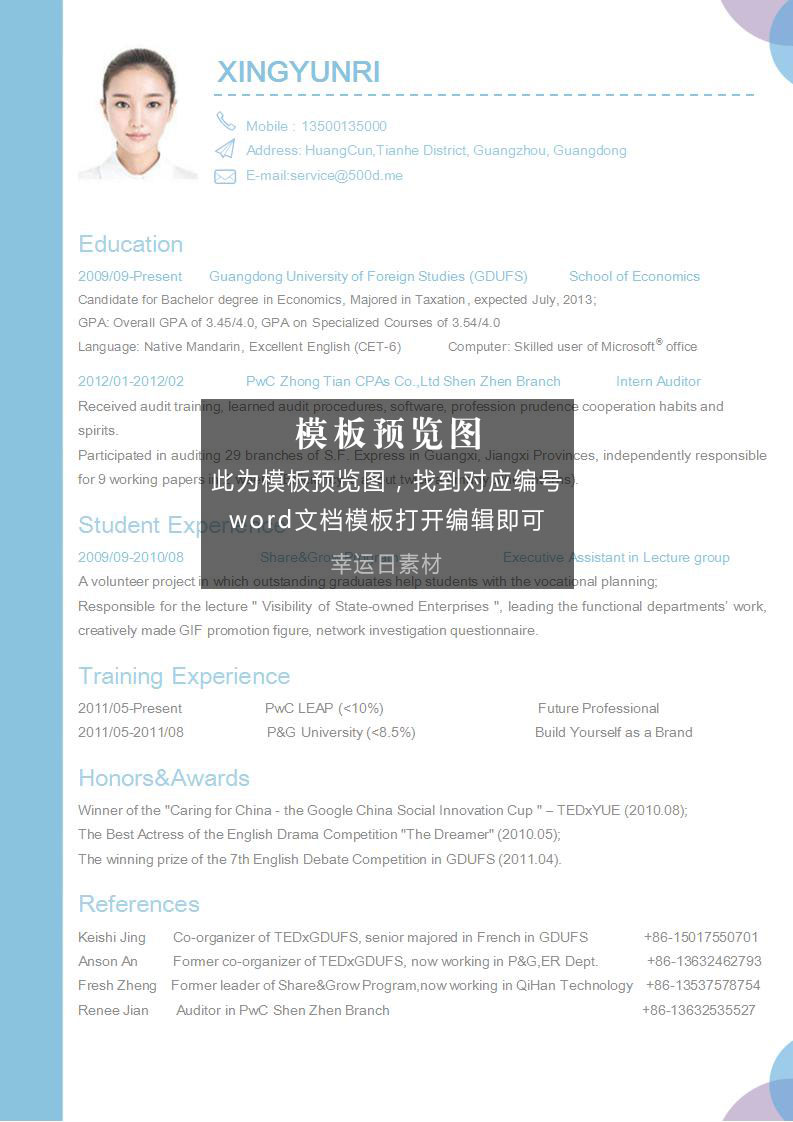 XINGYUNRI
Mobile : 13500135000
Address: HuangCun,Tianhe District, Guangzhou, Guangdong
E-mail:service@500d.me
Education
2009/09-Present Guangdong University of Foreign Studies (GDUFS) School of Economics
Candidate for Bachelor degree in Economics, Majored in Taxation, expected July, 2013;
GPA: Overall GPA of 3.45/4.0, GPA on Specialized Courses of 3.54/4.0
Language: Native Mandarin, Excellent English (CET-6) Computer: Skilled user of Microsoft® office
2012/01-2012/02 PwC Zhong Tian CPAs Co.,Ltd Shen Zhen Branch Intern Auditor
Received audit training, learned audit procedures, software, profession prudence cooperation habits and
spirits.
模板预览图
Participated in auditing 29 branches of S.F. Express in Guangxi, Jiangxi Provinces, independently responsible
for 9 working papers
此为模板预览图，找到对应编号
word文档模板打开编辑即可
Student Experience
2009/09-2010/08 Share&Grow Executive Assistant in Lecture group
幸运日素材
A volunteer project in which outstanding graduates help students with the vocational planning;
Responsible for the lecture " Visibility of State-owned Enterprises ", leading the functional departments' work,
creatively made GIF promotion figure, network investigation questionnaire.
Training Experience
2011/05-Present PwC LEAP (<10%) Future Professional
2011/05-2011/08 P&G University (<8.5%) Build Yourself as a Brand
Honors&Awards
Winner of the "Caring for China - the Google China Social Innovation Cup " – TEDxYUE (2010.08);
The Best Actress of the English Drama Competition "The Dreamer" (2010.05);
The winning prize of the 7th English Debate Competition in GDUFS (2011.04).
References
Keishi Jing Co-organizer of TEDxGDUFS, senior majored in French in GDUFS +86-15017550701
Anson An Former co-organizer of TEDxGDUFS, now working in P&G,ER Dept. +86-13632462793
Fresh Zheng Former leader of Share&Grow Program,now working in QiHan Technology +86-13537578754
Renee Jian Auditor in PwC Shen Zhen Branch +86-13632535527